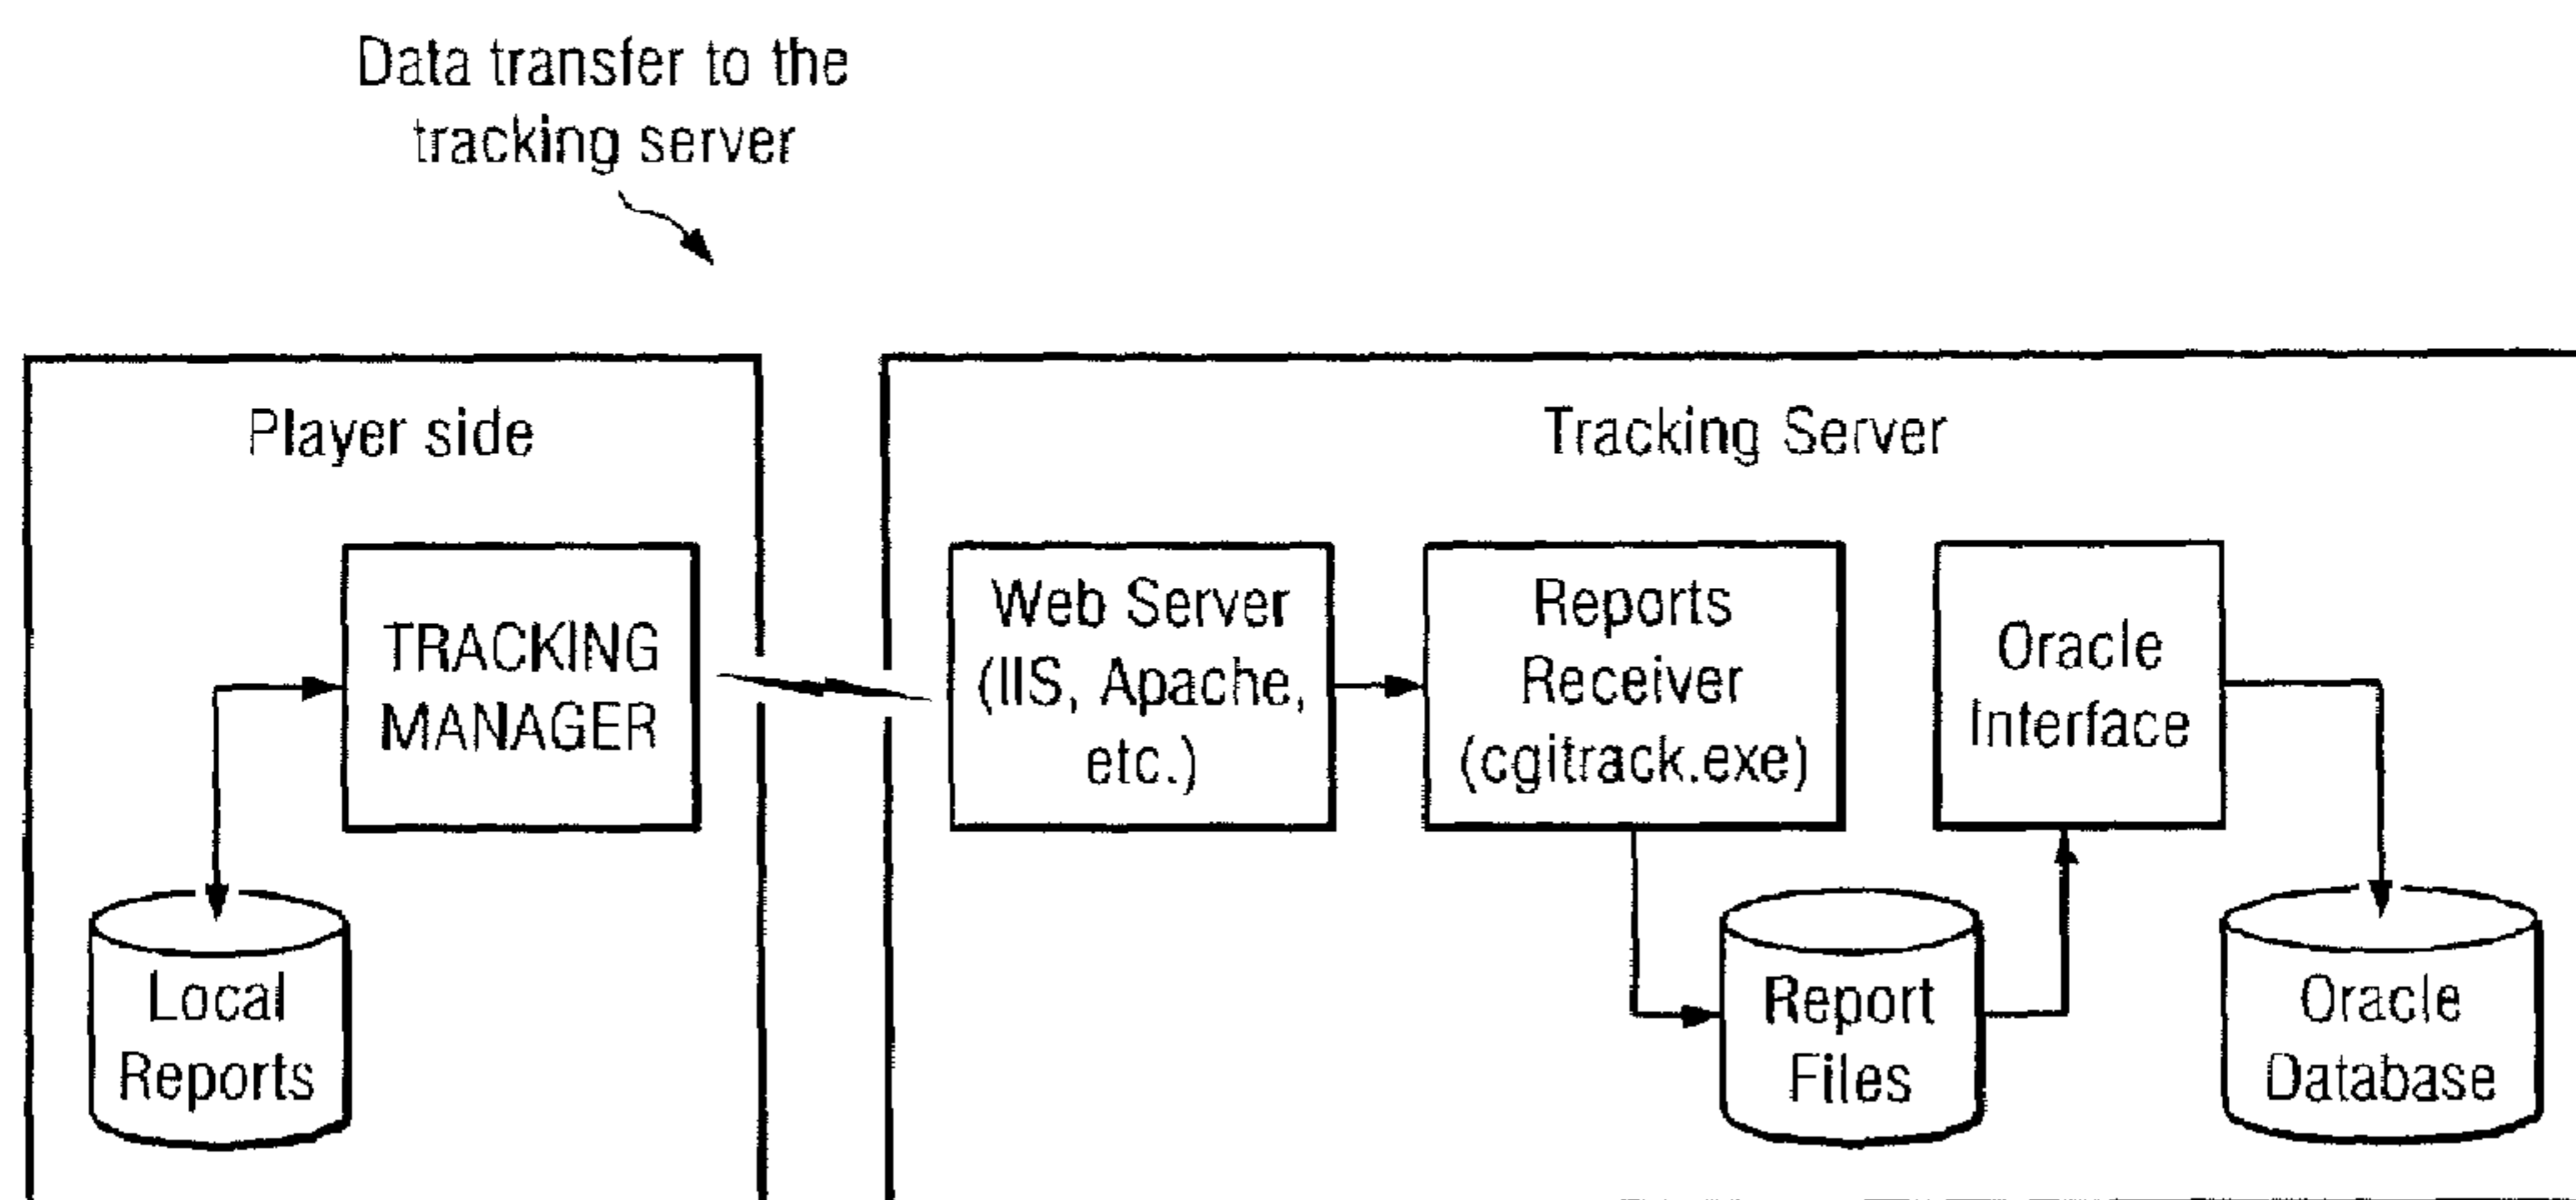 Data transfer to the
tracking server
Player side
TRACKING
MANAGER
Local
Reports
Tracking Server
Web Server
(IIS, Apache,
etc.)
Reports
Receiver
(cgitrack.exe)
Oracle
Interface
Report
Files
Oracle
Database